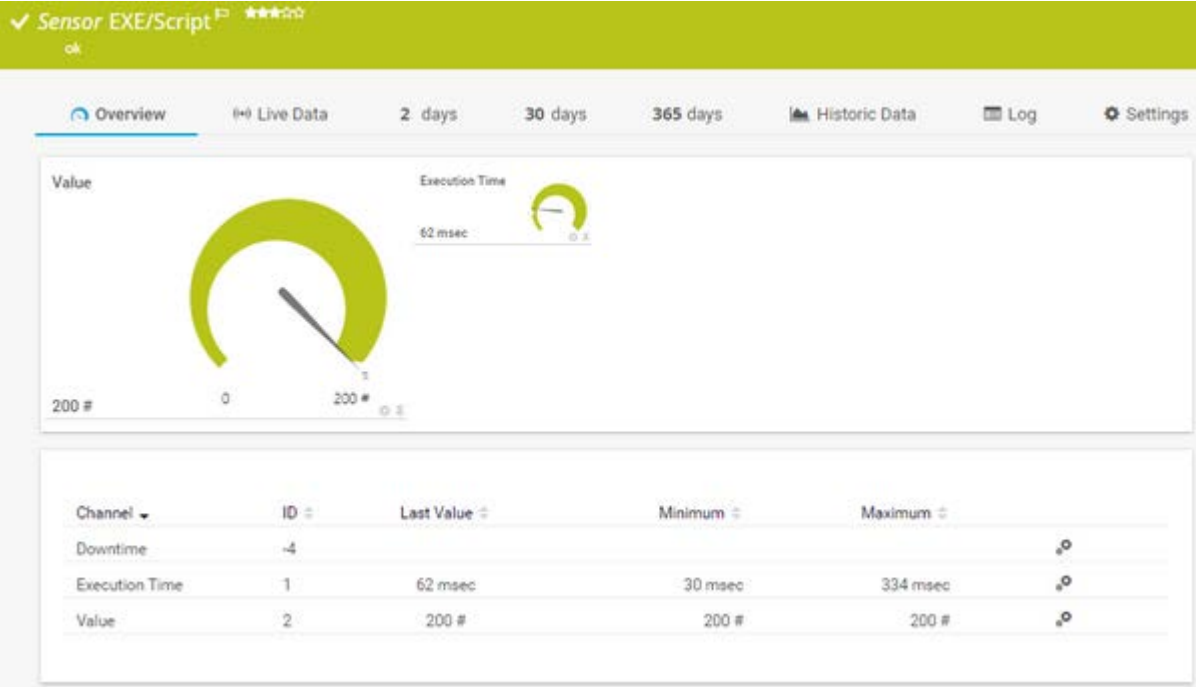 Sensor EXE/Script
ok
Overview Live Data 2 days 30 days 365 days Historic Data Log Settings
Value
Execution Time
62 msec
0
200 #
200 #
Channel ID Last Value Minimum Maximum
Downtime -4
Execution Time 1 62 msec 30 msec 334 msec
Value 2 200 # 200 # 200 #